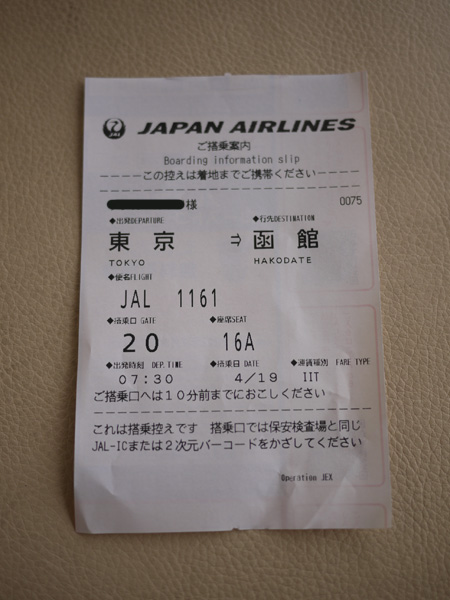 JAL JAPAN AIRLINES
ご搭乗案内
Boarding information slip
この控えは着地までご携帯ください
様 0075
◆出発DEPARTURE ◆行先DESTINATION
東京 ⇒ 函館
TOKYO HAKODATE
◆便名FLIGHT
JAL 1161
◆搭乗口 GATE ◆座席SEAT
20 16A
◆出発時刻 DEP.TIME ◆搭乗日 DATE ◆運賃種別 FARE TYPE
07:30 4/19 IIT
ご搭乗口へは10分前までにおこしください
これは搭乗控えです 搭乗口では保安検査場と同じ
JAL-ICまたは2次元バーコードをかざしてください
Operation JEX